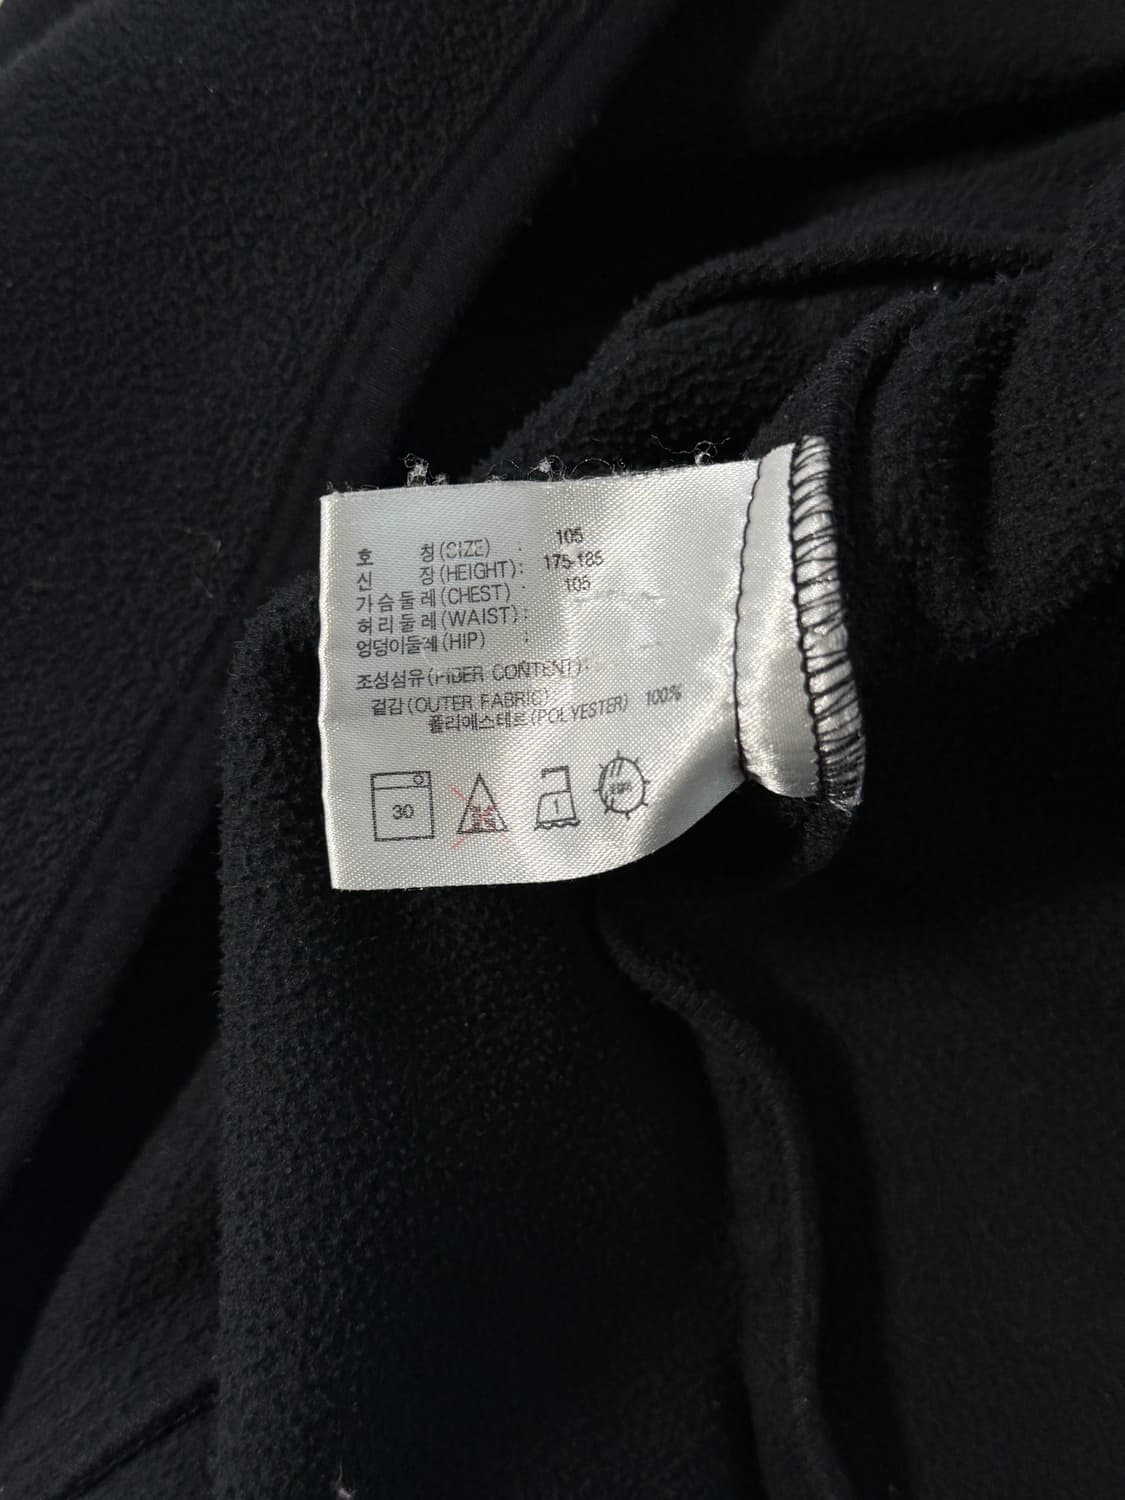 호 칭(SIZE) : 105
신 장(HEIGHT): 175-185
가슴둘레(CHEST) : 105
허리둘레(WAIST):
엉덩이둘레(HIP) :
조성섬유(FIBER CONTENT):
겉감(OUTER FABRIC)
폴리에스테르(POLYESTER) 100%
30 1